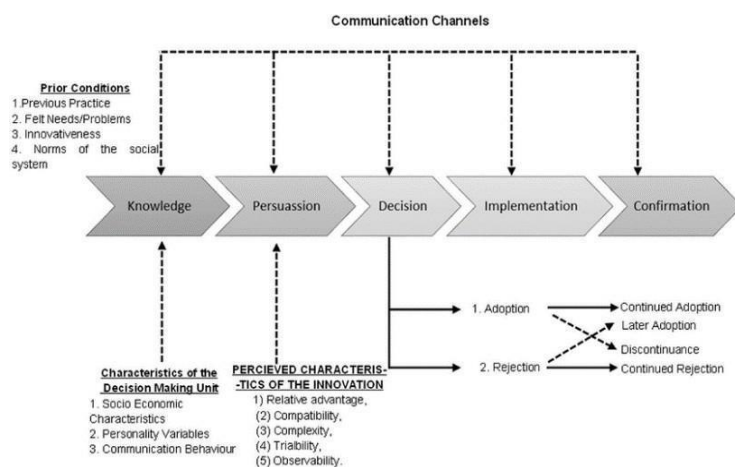 Communication Channels
Prior Conditions
1.Previous Practice
2. Felt Needs/Problems
3. Innovativeness
4. Norms of the social
system
Knowledge
Persuassion
Decision
Implementation
Confirmation
1. Adoption
Continued Adoption
Later Adoption
Discontinuance
2. Rejection
Continued Rejection
Characteristics of the
Decision Making Unit
1. Socio Economic
Characteristics
2. Personality Variables
3. Communication Behaviour
PERCIEVED CHARACTERIS-
-TICS OF THE INNOVATION
1) Relative advantage,
(2) Compatibility,
(3) Complexity,
(4) Trialbility,
(5) Observability.